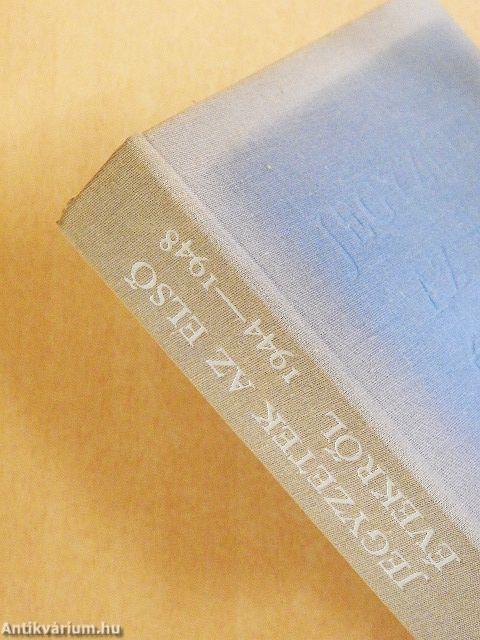 JEGYZETEK AZ ELSŐ
ÉVEKRŐL 1944—1948
Antikvárium.hu